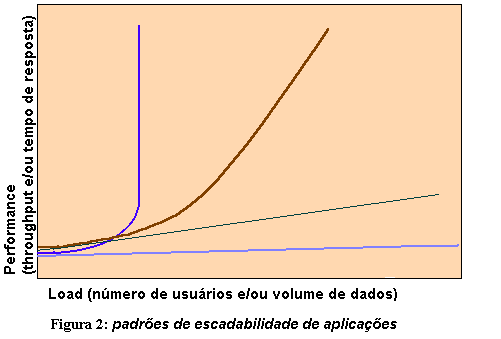 Performance
(throughput e/ou tempo de resposta)
Load (número de usuários e/ou volume de dados)
Figura 2: padrões de escadabilidade de aplicações